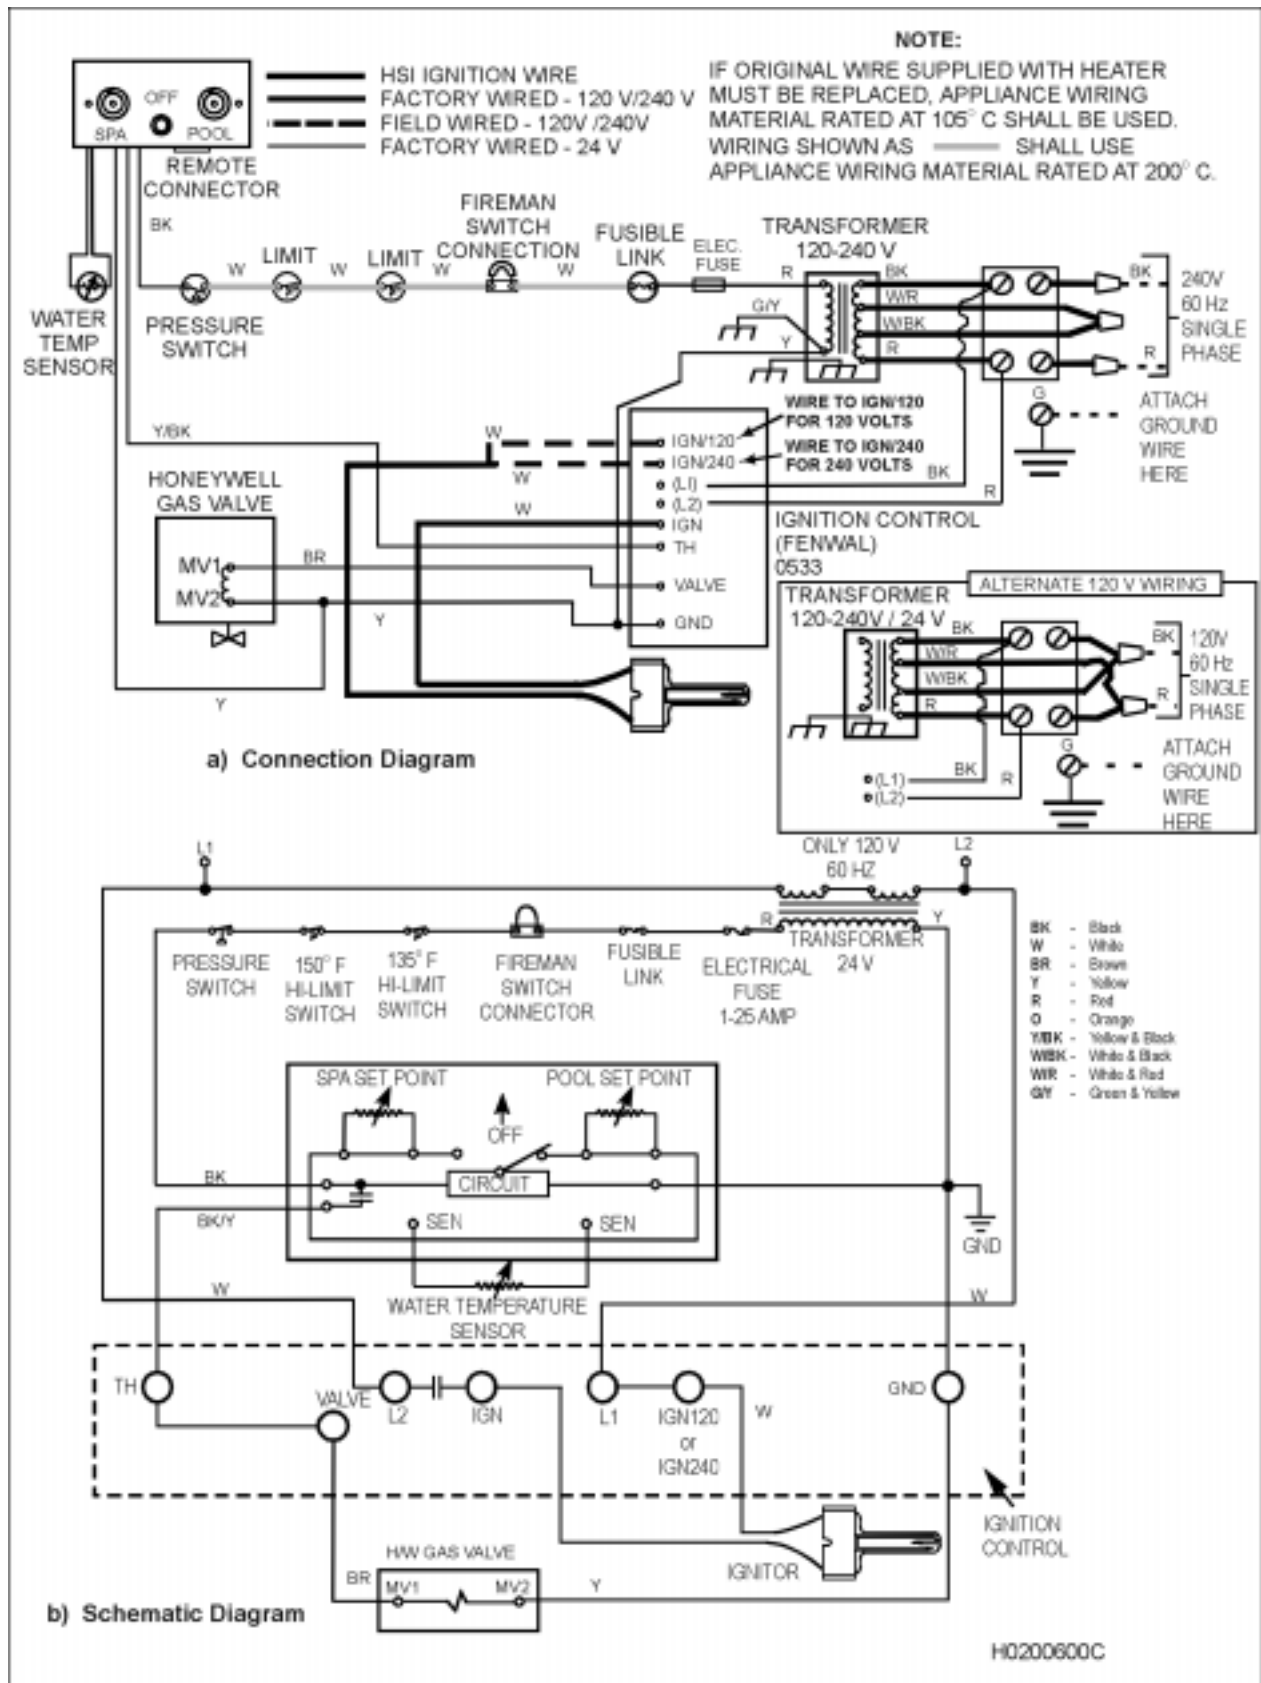 NOTE:
IF ORIGINAL WIRE SUPPLIED WITH HEATER
MUST BE REPLACED, APPLIANCE WIRING
MATERIAL RATED AT 105° C SHALL BE USED.
WIRING SHOWN AS SHALL USE
APPLIANCE WIRING MATERIAL RATED AT 200° C.
HSI IGNITION WIRE
FACTORY WIRED - 120 V/240 V
FIELD WIRED - 120V /240V
FACTORY WIRED - 24 V
OFF
SPA
POOL
REMOTE
CONNECTOR
BK
WATER
TEMP
SENSOR
PRESSURE
SWITCH
W
LIMIT
W
LIMIT
W
FIREMAN
SWITCH
CONNECTION
W
FUSIBLE
LINK
ELEC.
FUSE
R
TRANSFORMER
120-240 V
G/Y
Y
BK
W/R
W/BK
R
BK
R
240V
60 Hz
SINGLE
PHASE
G
ATTACH
GROUND
WIRE
HERE
WIRE TO IGN/120
FOR 120 VOLTS
WIRE TO IGN/240
FOR 240 VOLTS
IGN/120
IGN/240
(LI)
(L2)
IGN
TH
VALVE
GND
BK
R
IGNITION CONTROL
(FENWAL)
0533
Y/BK
W
W
W
HONEYWELL
GAS VALVE
MV1
MV2
BR
Y
Y
a) Connection Diagram
ALTERNATE 120 V WIRING
TRANSFORMER
120-240V / 24 V
BK
W/R
W/BK
R
BK
R
120V
60 Hz
SINGLE
PHASE
G
ATTACH
GROUND
WIRE
HERE
(L1)
(L2)
BK
R
L1
ONLY 120 V
60 HZ
L2
R
Y
TRANSFORMER
24 V
PRESSURE
SWITCH
150° F
HI-LIMIT
SWITCH
135° F
HI-LIMIT
SWITCH
FIREMAN
SWITCH
CONNECTOR
FUSIBLE
LINK
ELECTRICAL
FUSE
1-25 AMP
BK - Black
W - White
BR - Brown
Y - Yellow
R - Red
O - Orange
Y/BK - Yellow & Black
W/BK - White & Black
W/R - White & Red
G/Y - Green & Yellow
SPA SET POINT
POOL SET POINT
OFF
CIRCUIT
SEN
SEN
BK
BK/Y
GND
W
W
WATER TEMPERATURE
SENSOR
TH
VALVE
L2
IGN
L1
IGN120
or
IGN240
W
GND
IGNITION
CONTROL
IGNITOR
H/W GAS VALVE
BR
MV1
MV2
Y
b) Schematic Diagram
H0200600C